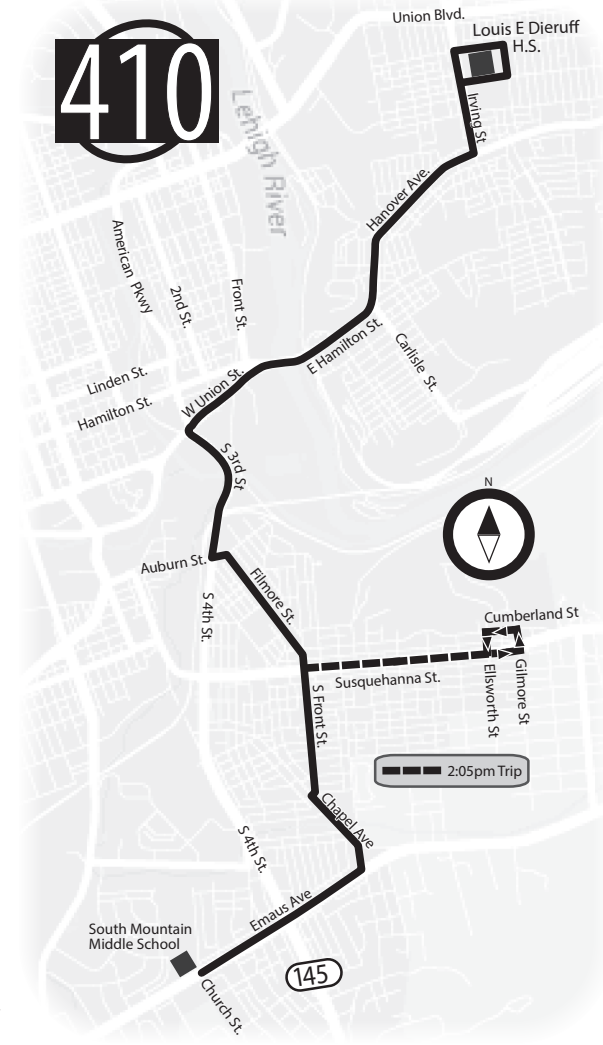 Union Blvd.
Louis E Dieruff
H.S.
410
Irving St
Lehigh River
Hanover Ave.
American Pkwy
2nd St.
Front St.
E Hamilton St.
Carlisle St.
Linden St.
Hamilton St.
W Union St.
S 3rd St
N
Auburn St.
Filmore St.
S 4th St.
Cumberland St
Susquehanna St.
Ellsworth St
Gilmore St
S Front St.
2:05pm Trip
Chapel Ave
S 4th St.
Emaus Ave
South Mountain
Middle School
145
Church St.